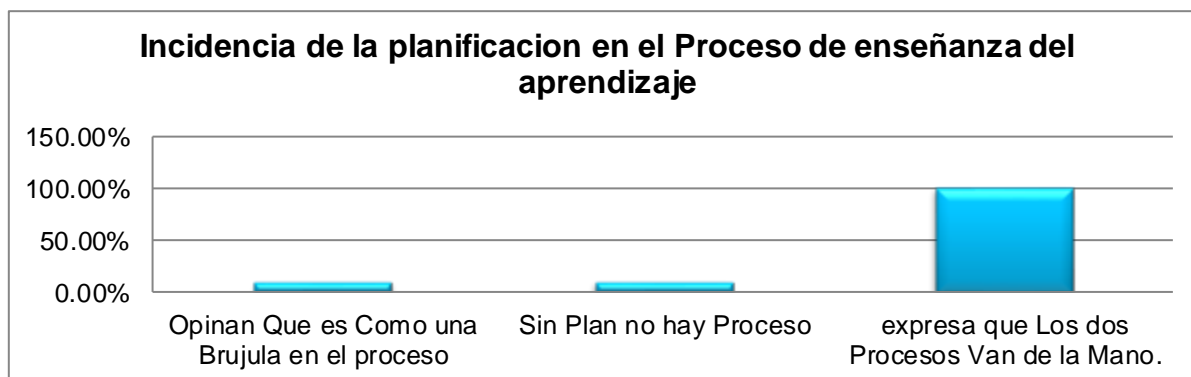 Incidencia de la planificacion en el Proceso de enseñanza del
aprendizaje
150.00%
100.00%
50.00%
0.00%
Opinan Que es Como una
Brujula en el proceso
Sin Plan no hay Proceso
expresa que Los dos
Procesos Van de la Mano.